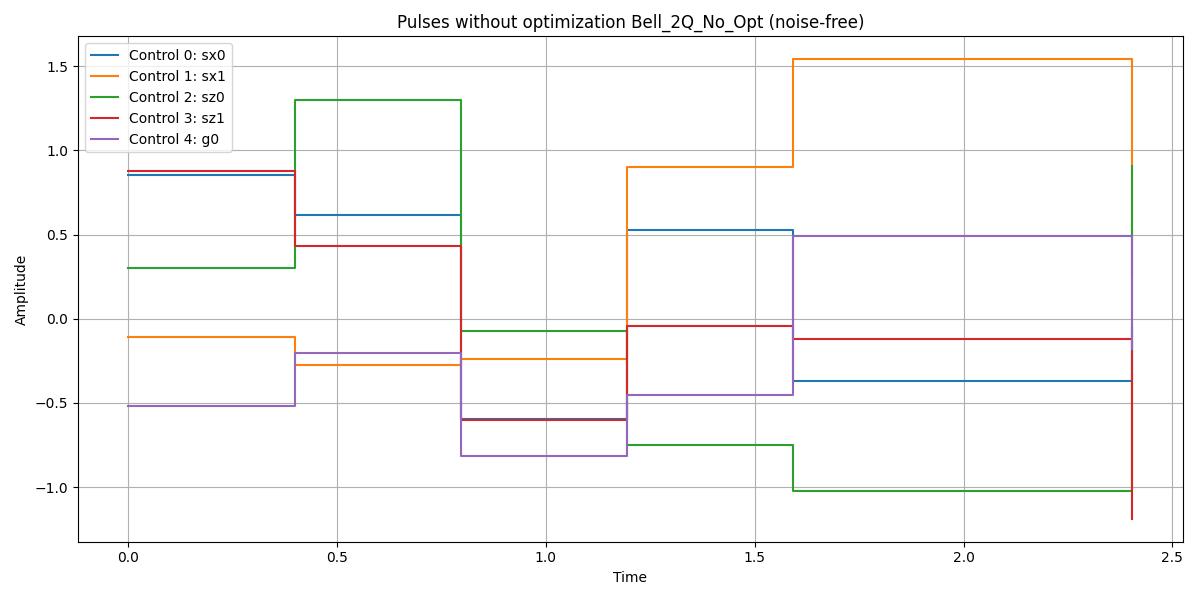 Pulses without optimization Bell_2Q_No_Opt (noise-free)
Control 0: sx0
Control 1: sx1
Control 2: sz0
Control 3: sz1
Control 4: g0
Amplitude
1.5
1.0
0.5
0.0
−0.5
−1.0
0.0 0.5 1.0 1.5 2.0 2.5
Time